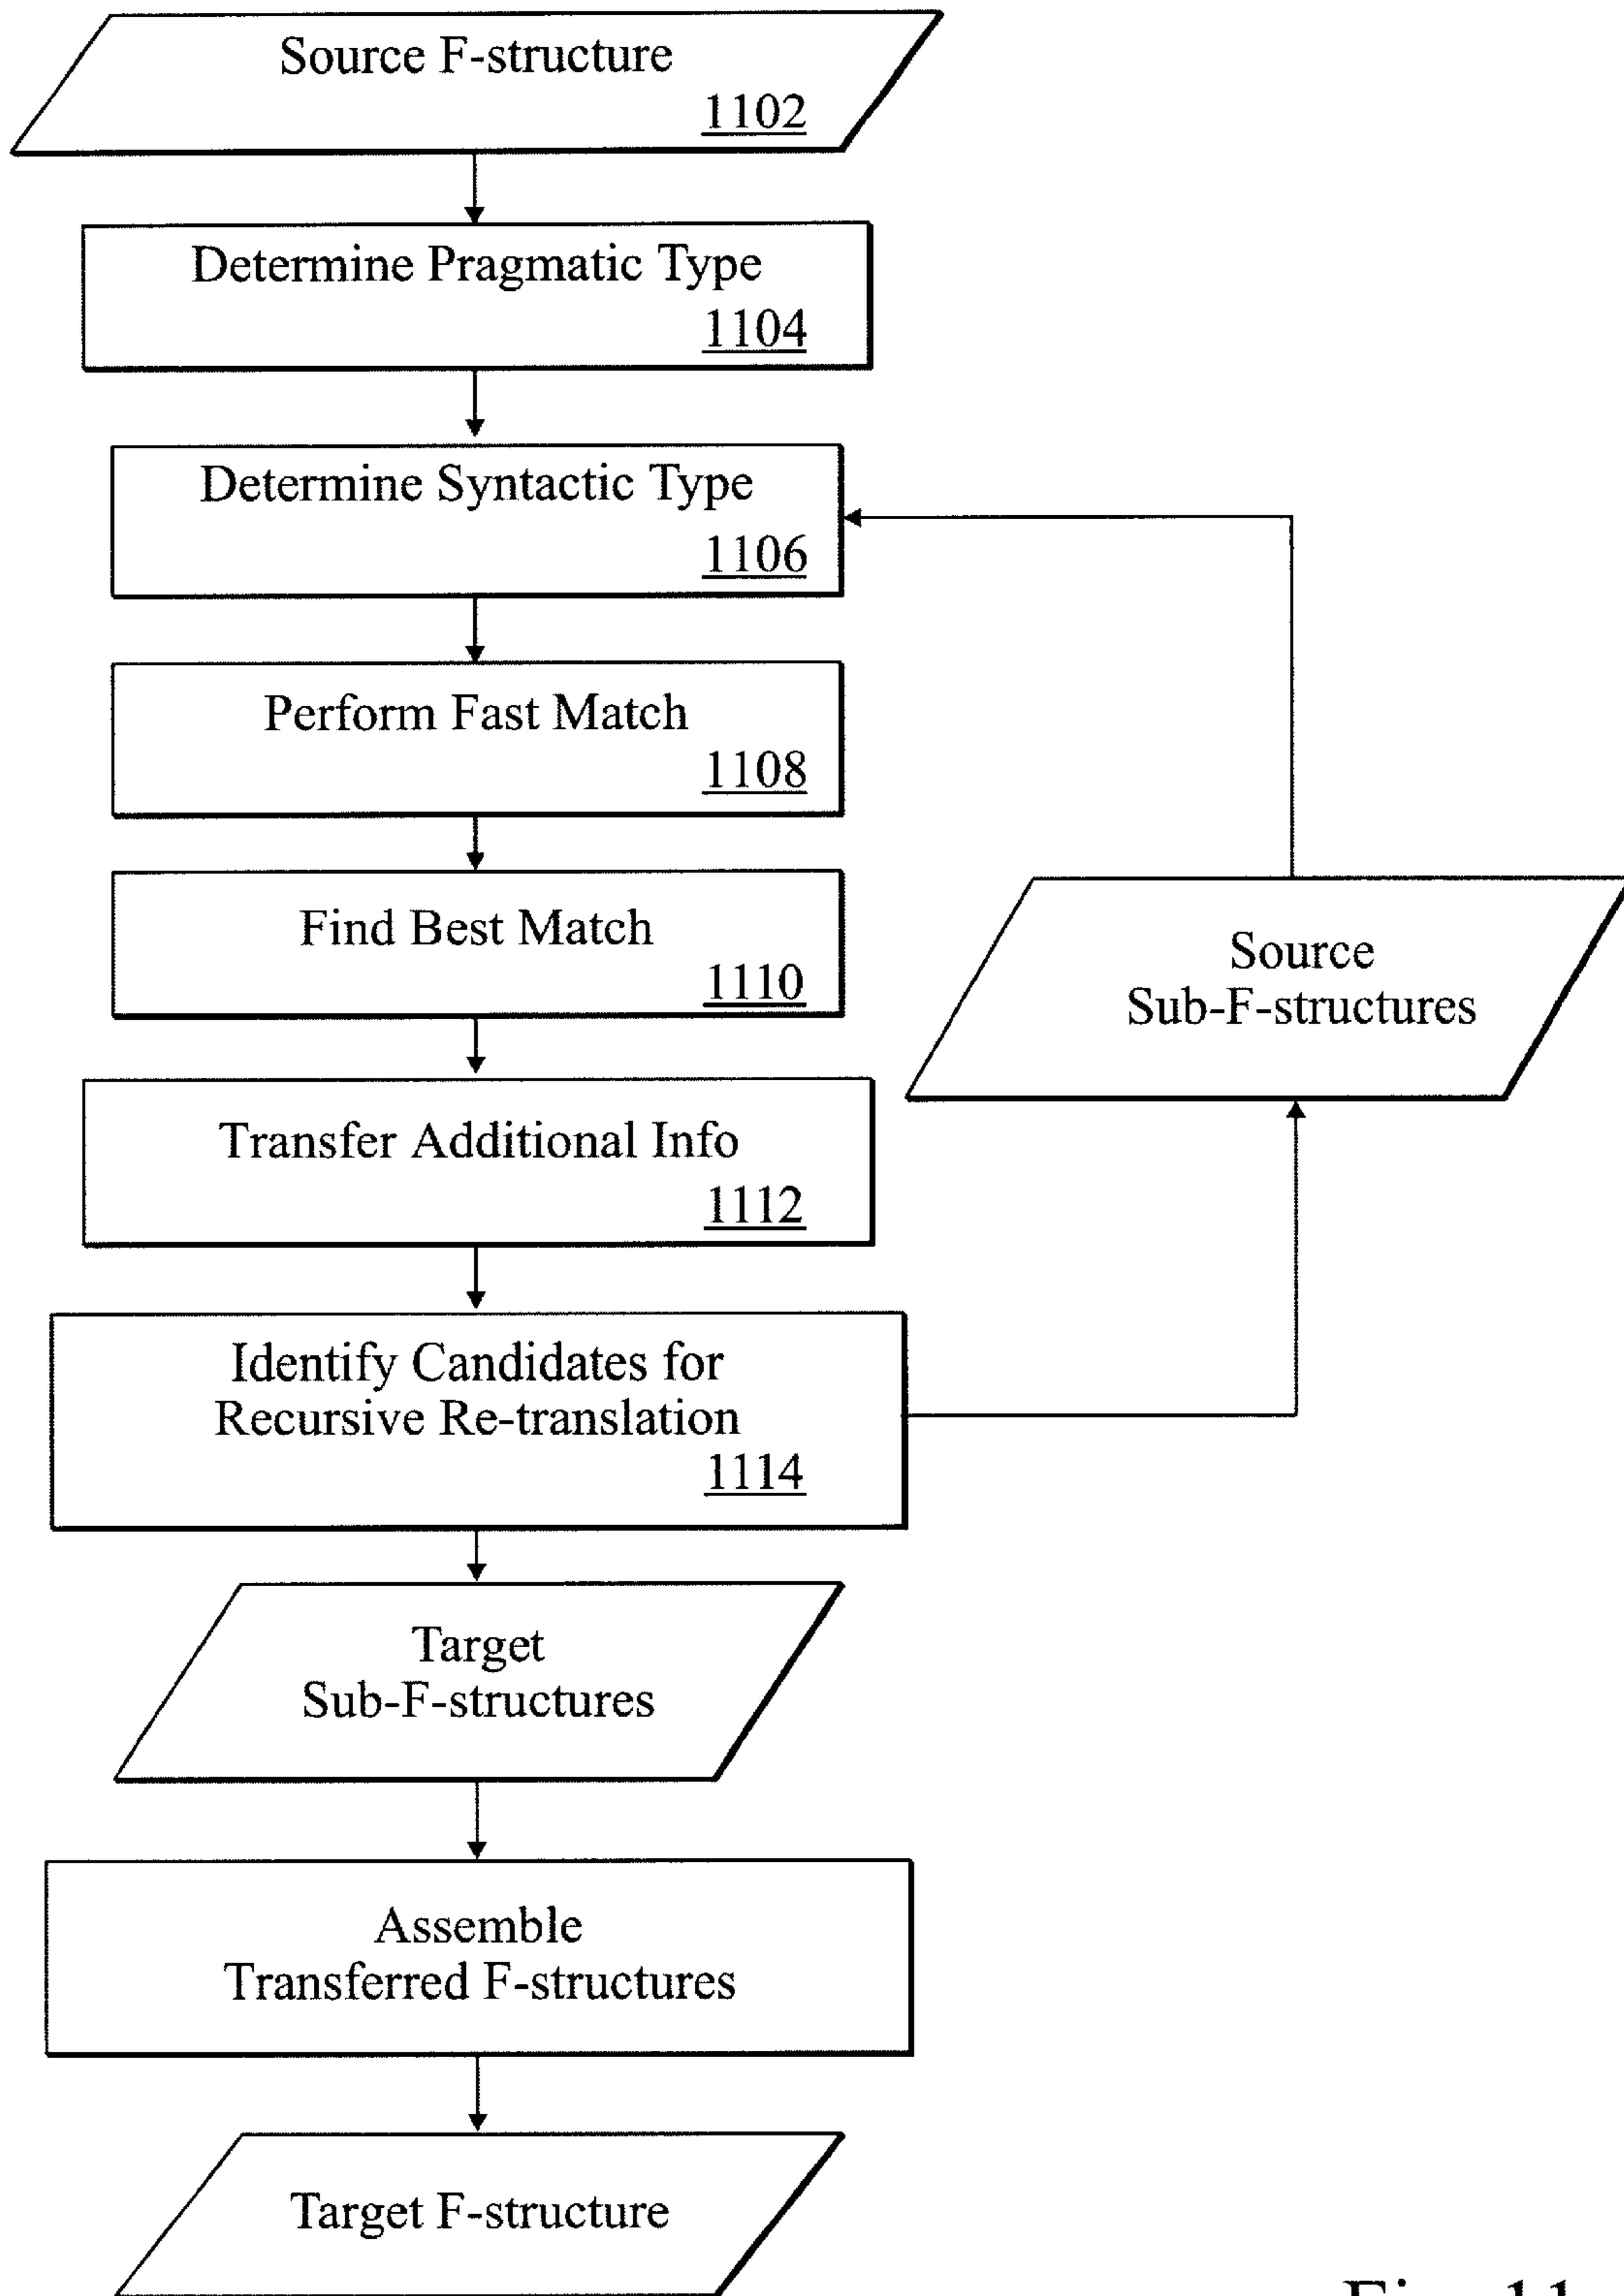 Source F-structure
1102
Determine Pragmatic Type
1104
Determine Syntactic Type
1106
Perform Fast Match
1108
Find Best Match
1110
Source
Sub-F-structures
Transfer Additional Info
1112
Identify Candidates for
Recursive Re-translation
1114
Target
Sub-F-structures
Assemble
Transferred F-structures
Target F-structure
Fig. 11